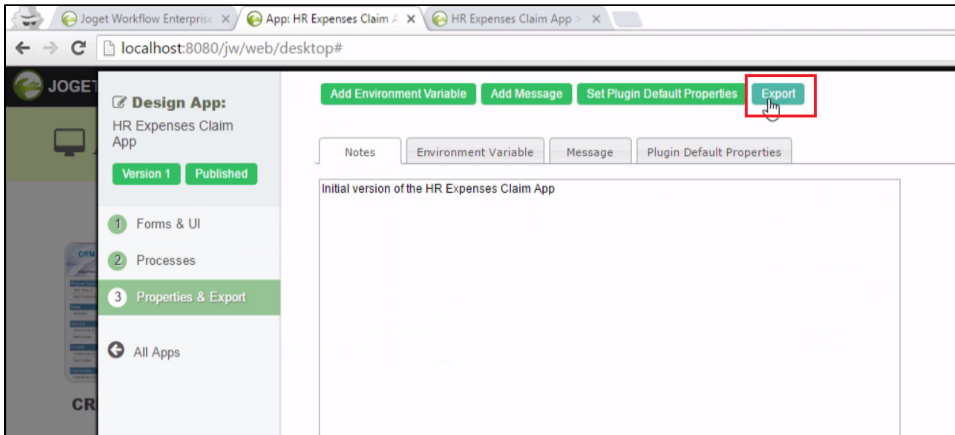 Joget Workflow Enterprise
App: HR Expenses Claim A
HR Expenses Claim App >
localhost:8080/jw/web/desktop#
JOGET
Design App:
HR Expenses Claim
App
Version 1
Published
Add Environment Variable
Add Message
Set Plugin Default Properties
Export
Notes
Environment Variable
Message
Plugin Default Properties
Initial version of the HR Expenses Claim App
1 Forms & UI
2 Processes
3 Properties & Export
All Apps
CRM
CR